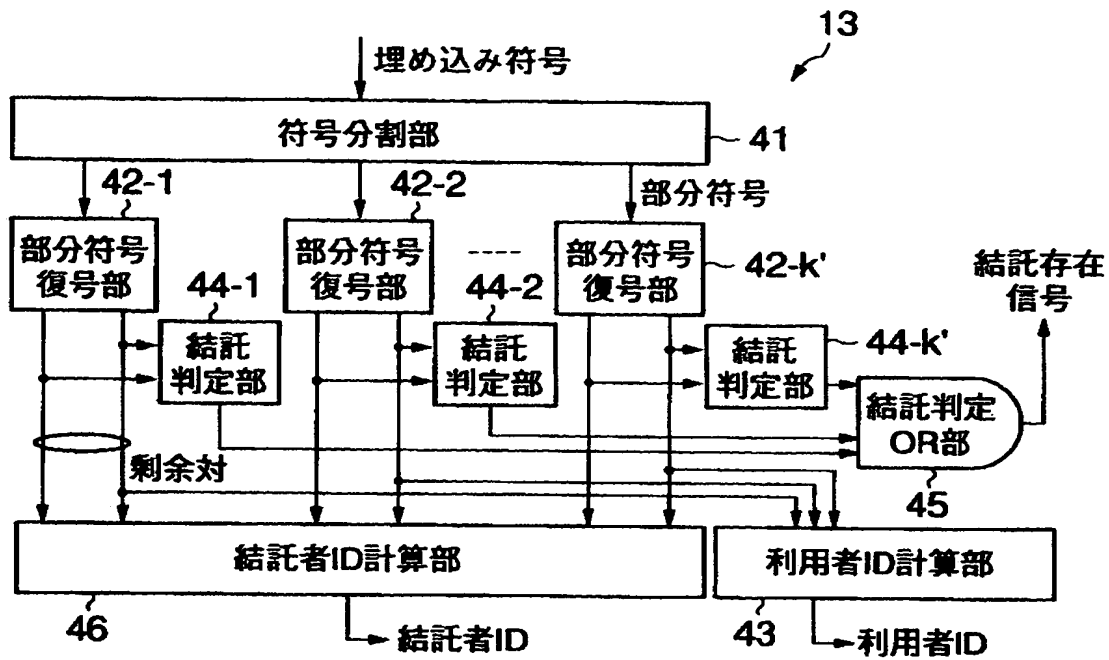 13
埋め込み符号
符号分割部
41
42-1
42-2
部分符号
部分符号
復号部
部分符号
復号部
部分符号
復号部
42-k'
44-1
44-2
結託
判定部
結託
判定部
結託
判定部
44-k'
結託存在
信号
結託判定
OR部
45
剰余対
結託者ID計算部
利用者ID計算部
46
結託者ID
43
利用者ID